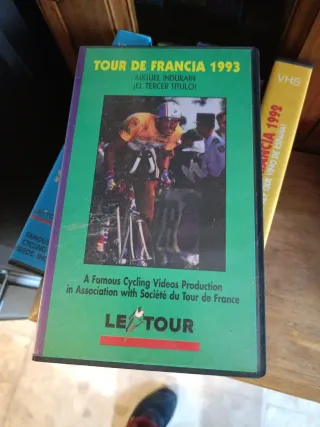 TOUR DE FRANCIA 1993
MIGUEL INDURAIN
¡EL TERCER TITULO!
A Famous Cycling Videos Production
in Association with Société du Tour de France
LE TOUR
VHS
FRANCIA 1992